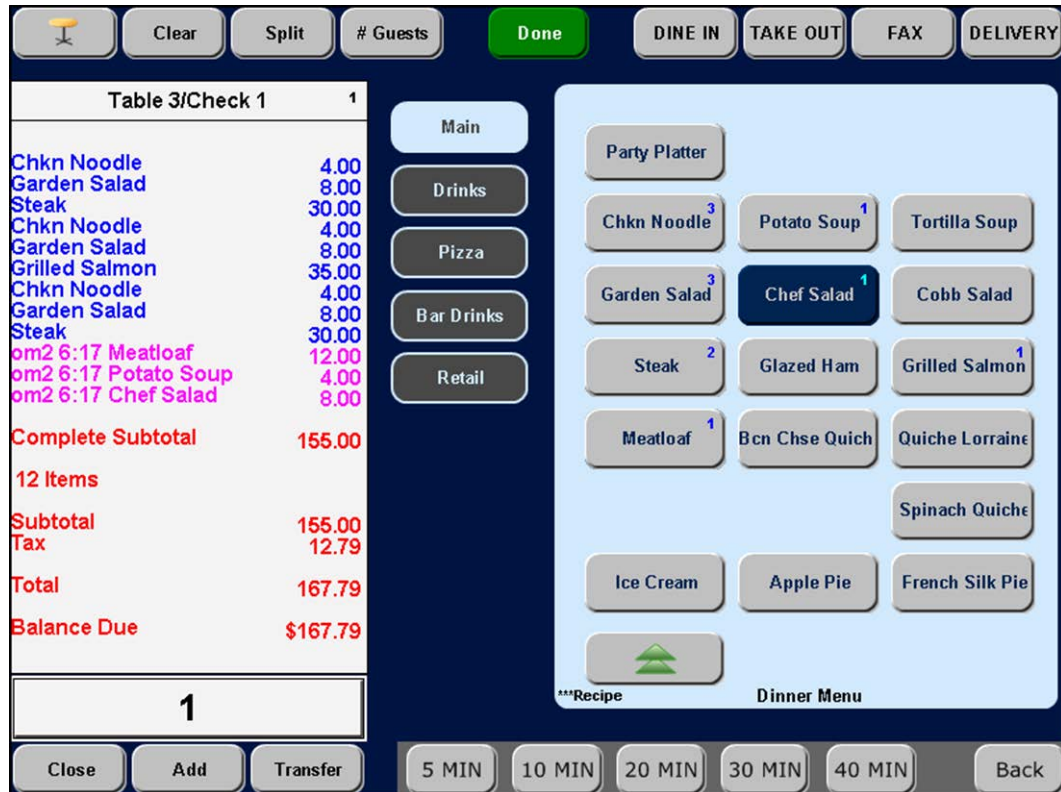 Clear Split # Guests Done DINE IN TAKE OUT FAX DELIVERY
Table 3/Check 1 1
Chkn Noodle 4.00
Garden Salad 8.00
Steak 30.00
Chkn Noodle 4.00
Garden Salad 8.00
Grilled Salmon 35.00
Chkn Noodle 4.00
Garden Salad 8.00
Steak 30.00
om2 6:17 Meatloaf 12.00
om2 6:17 Potato Soup 4.00
om2 6:17 Chef Salad 8.00
Complete Subtotal 155.00
12 Items
Subtotal 155.00
Tax 12.79
Total 167.79
Balance Due $167.79
1
Close Add Transfer
Main
Drinks
Pizza
Bar Drinks
Retail
Party Platter
Chkn Noodle 3 Potato Soup 1 Tortilla Soup
Garden Salad 3 Chef Salad 1 Cobb Salad
Steak 2 Glazed Ham Grilled Salmon 1
Meatloaf 1 Bcn Chse Quich Quiche Lorraine
Spinach Quiche
Ice Cream Apple Pie French Silk Pie
***Recipe Dinner Menu
5 MIN 10 MIN 20 MIN 30 MIN 40 MIN Back